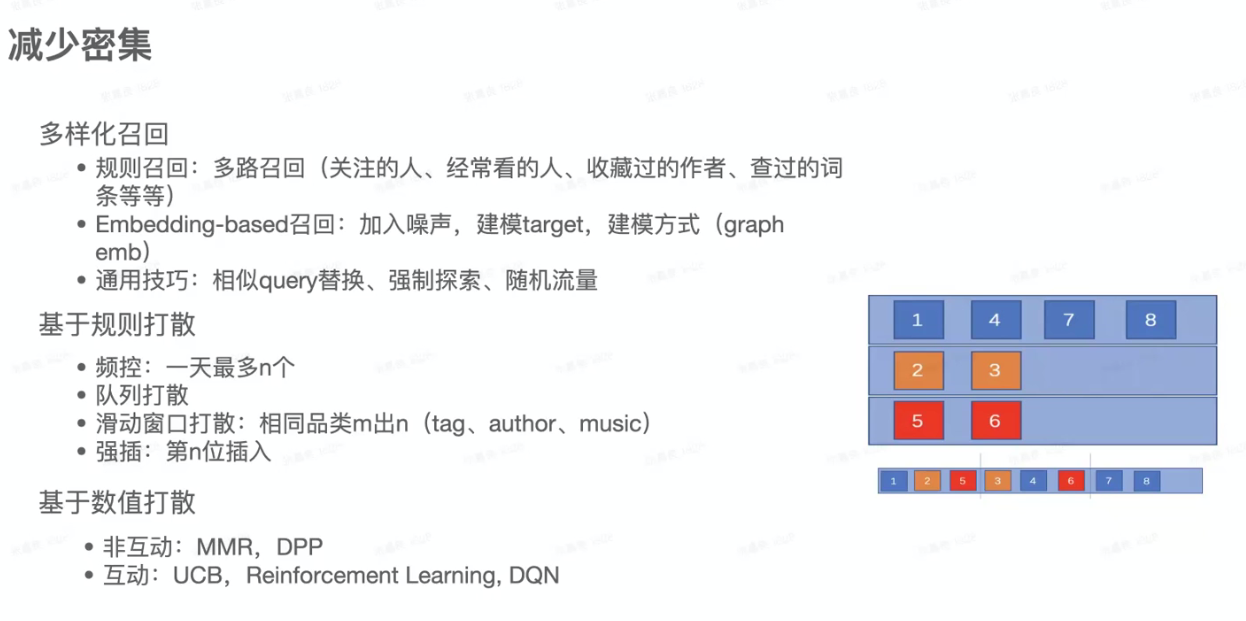 减少密集
多样化召回
• 规则召回：多路召回（关注的人、经常看的人、收藏过的作者、查过的词
条等等）
• Embedding-based召回：加入噪声，建模target，建模方式（graph
emb）
• 通用技巧：相似query替换、强制探索、随机流量
基于规则打散
• 频控：一天最多n个
• 队列打散
• 滑动窗口打散：相同品类m出n（tag、author、music）
• 强插：第n位插入
基于数值打散
• 非互动：MMR，DPP
• 互动：UCB，Reinforcement Learning, DQN
1 4 7 8
2 3
5 6
1 2 5 3 4 6 7 8